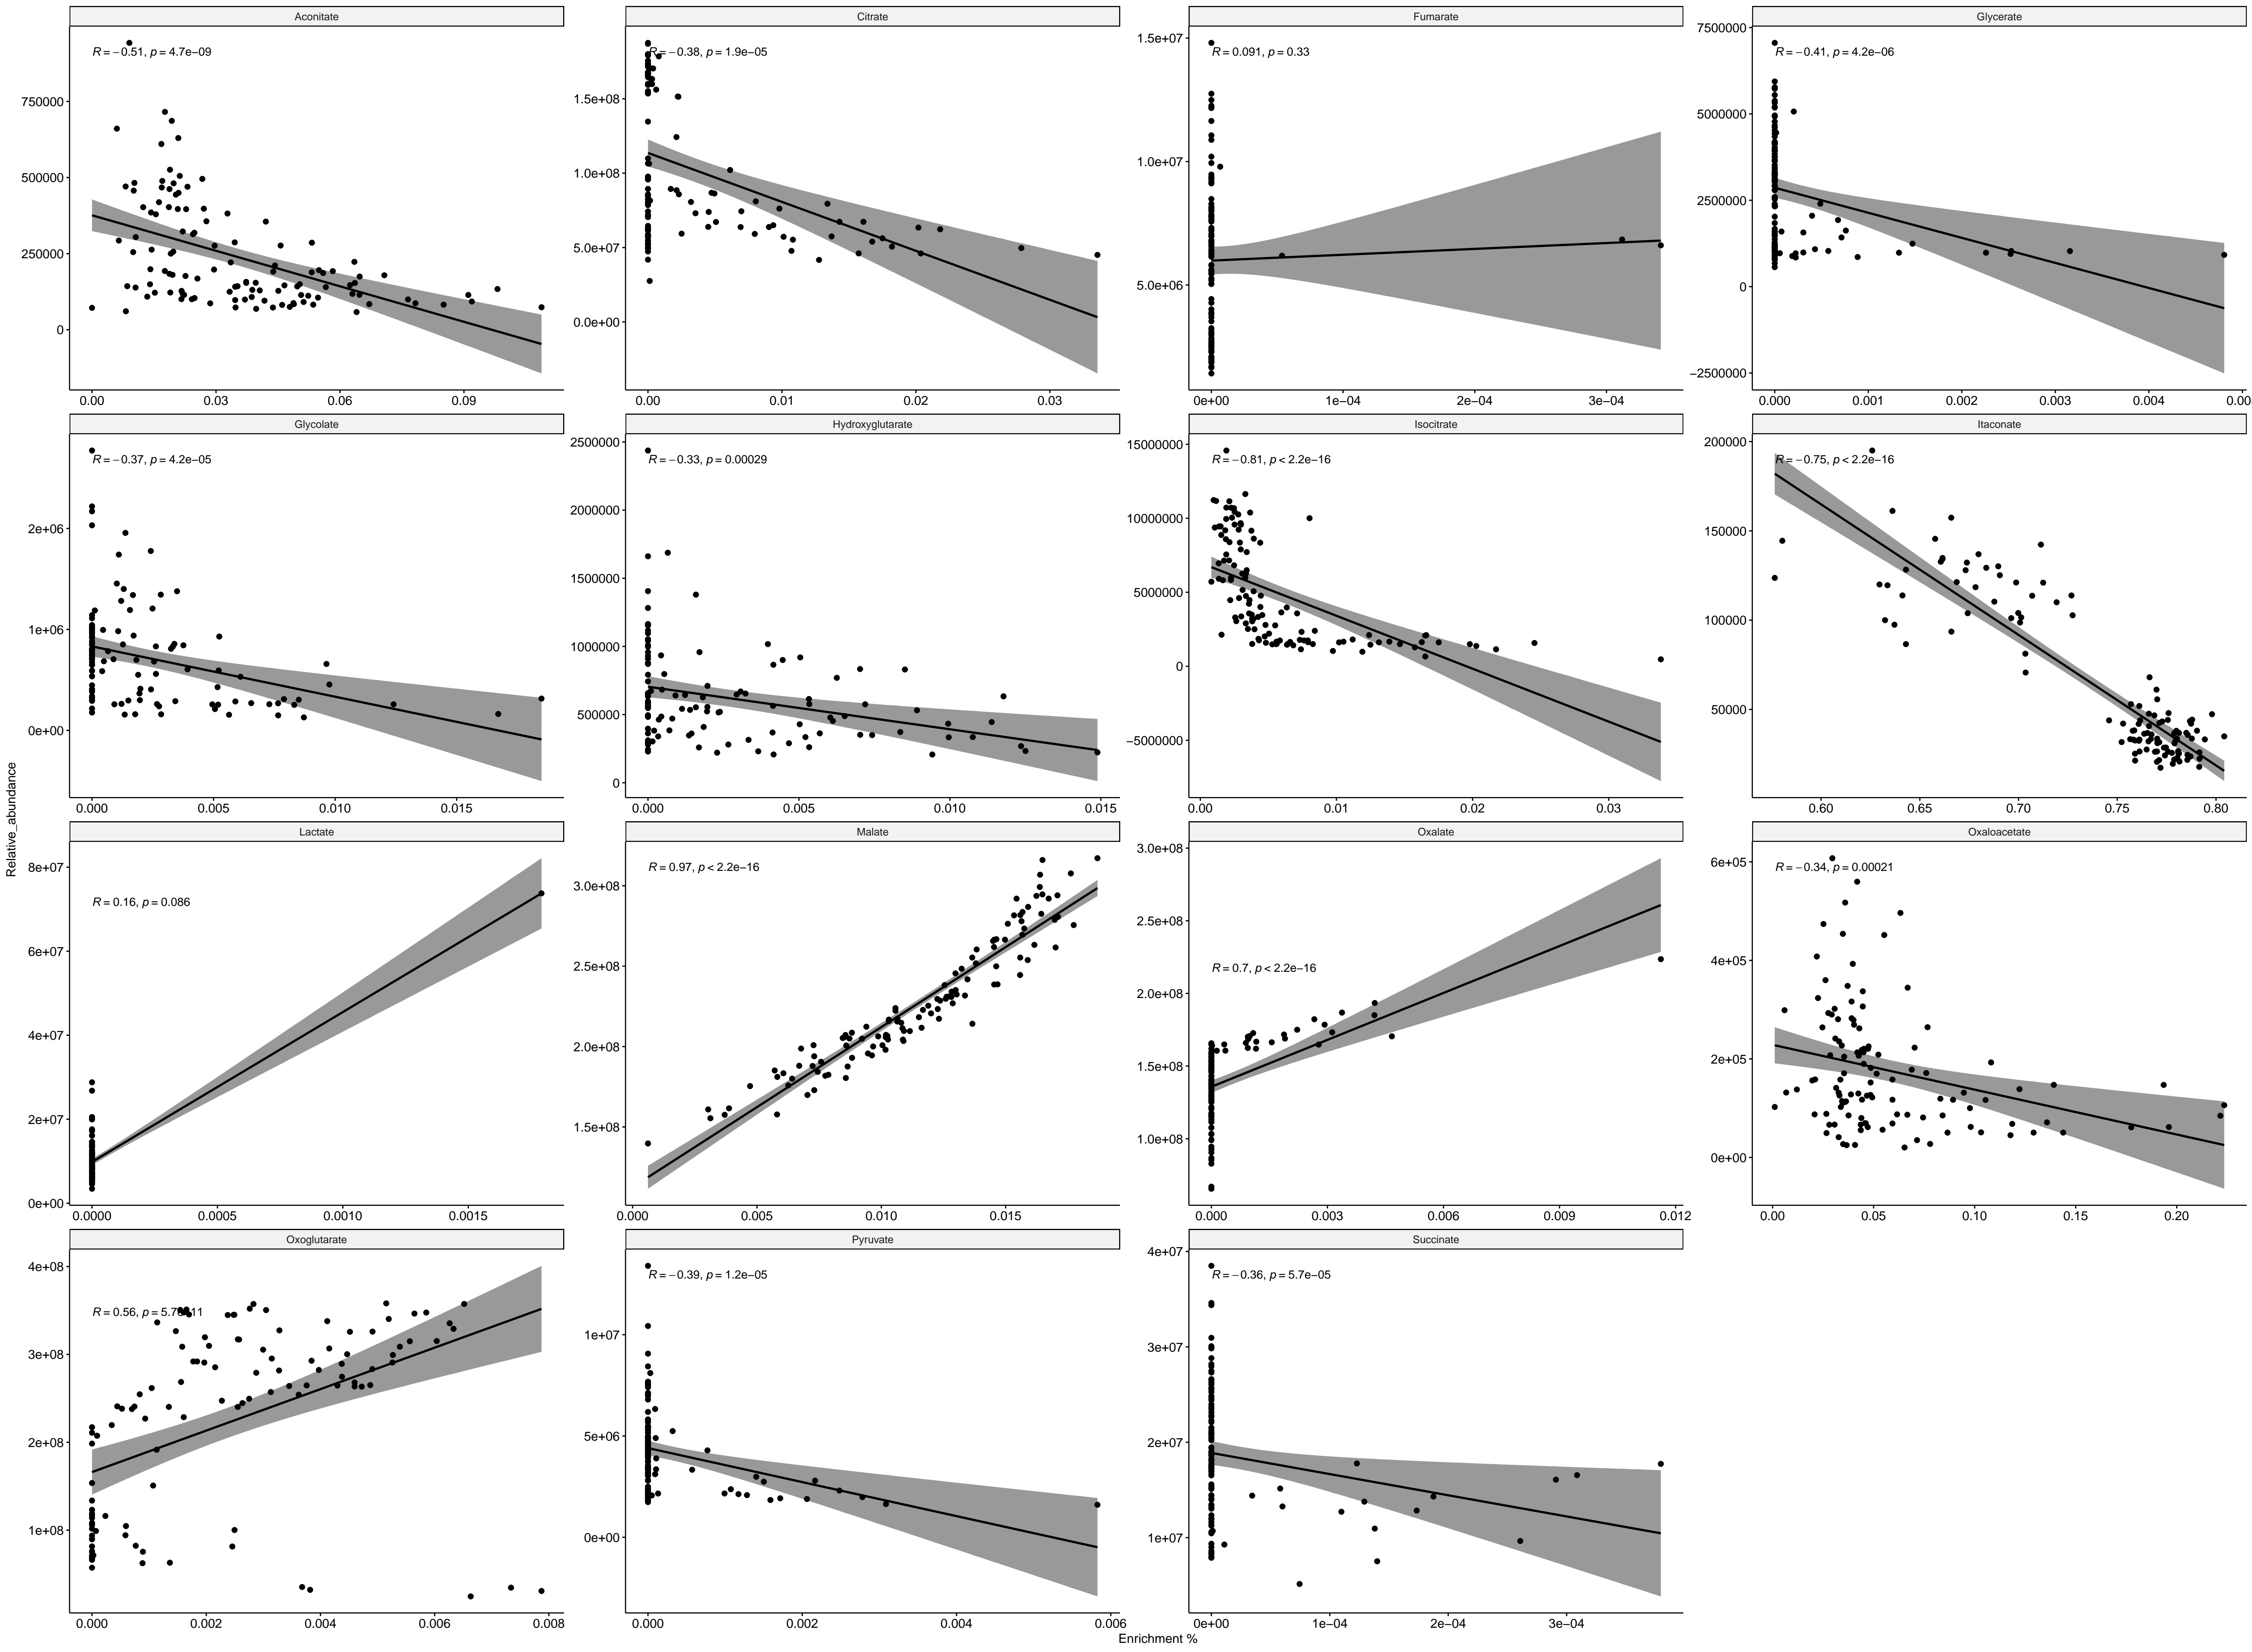 Aconitate
Citrate
Fumarate
Glycerate
R = −0.51, p = 4.7e−09
R = −0.38, p = 1.9e−05
R = 0.091, p = 0.33
R = −0.41, p = 4.2e−06
750000
500000
250000
0
1.5e+08
1.0e+08
5.0e+07
0.0e+00
1.5e+07
1.0e+07
5.0e+06
7500000
5000000
2500000
0
−2500000
0.00 0.03 0.06 0.09
0.00 0.01 0.02 0.03
0e+00 1e−04 2e−04 3e−04
0.000 0.001 0.002 0.003 0.004 0.00
Glycolate
Hydroxyglutarate
Isocitrate
Itaconate
R = −0.37, p = 4.2e−05
R = −0.33, p = 0.00029
R = −0.81, p < 2.2e−16
R = −0.75, p < 2.2e−16
2e+06
1e+06
0e+00
2500000
2000000
1500000
1000000
500000
0
15000000
10000000
5000000
0
−5000000
200000
150000
100000
50000
0.000 0.005 0.010 0.015
0.000 0.005 0.010 0.015
0.00 0.01 0.02 0.03
0.60 0.65 0.70 0.75 0.80
Relative_abundance
Lactate
Malate
Oxalate
Oxaloacetate
R = 0.16, p = 0.086
R = 0.97, p < 2.2e−16
R = 0.7, p < 2.2e−16
R = −0.34, p = 0.00021
8e+07
6e+07
4e+07
2e+07
0e+00
3.0e+08
2.5e+08
2.0e+08
1.5e+08
3.0e+08
2.5e+08
2.0e+08
1.5e+08
1.0e+08
6e+05
4e+05
2e+05
0e+00
0.0000 0.0005 0.0010 0.0015
0.000 0.005 0.010 0.015
0.000 0.003 0.006 0.009 0.012
0.00 0.05 0.10 0.15 0.20
Oxoglutarate
Pyruvate
Succinate
R = 0.56, p = 5.7e−11
R = −0.39, p = 1.2e−05
R = −0.36, p = 5.7e−05
4e+08
3e+08
2e+08
1e+08
1e+07
5e+06
0e+00
4e+07
3e+07
2e+07
1e+07
0.000 0.002 0.004 0.006 0.008
0.000 0.002 0.004 0.006
0e+00 1e−04 2e−04 3e−04
Enrichment %